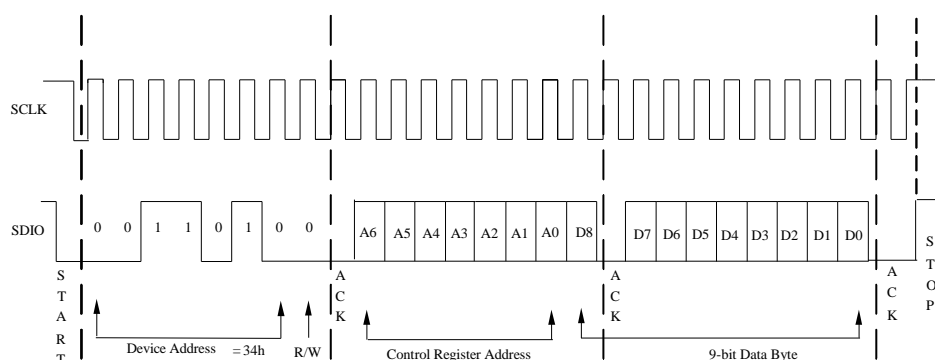 SCLK
SDIO
0 0 1 1 0 1 0 0 0
A6 A5 A4 A3 A2 A1 A0 D8
D7 D6 D5 D4 D3 D2 D1 D0
START
ACK
ACK
ACK
STOP
Device Address = 34h
R/W
Control Register Address
9-bit Data Byte